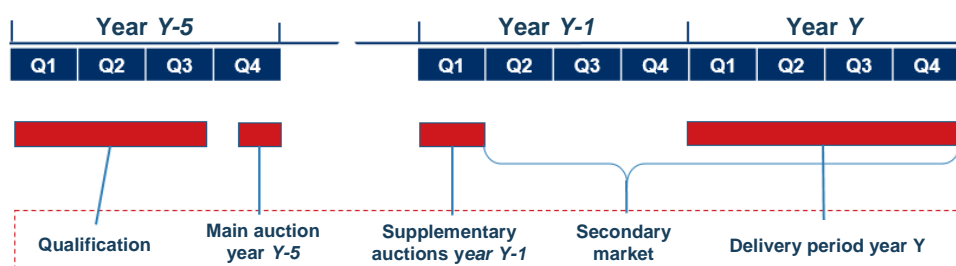 Year Y-5 Year Y-1 Year Y
Q1 Q2 Q3 Q4 Q1 Q2 Q3 Q4 Q1 Q2 Q3 Q4
Qualification
Main auction
year Y-5
Supplementary
auctions year Y-1
Secondary
market
Delivery period year Y